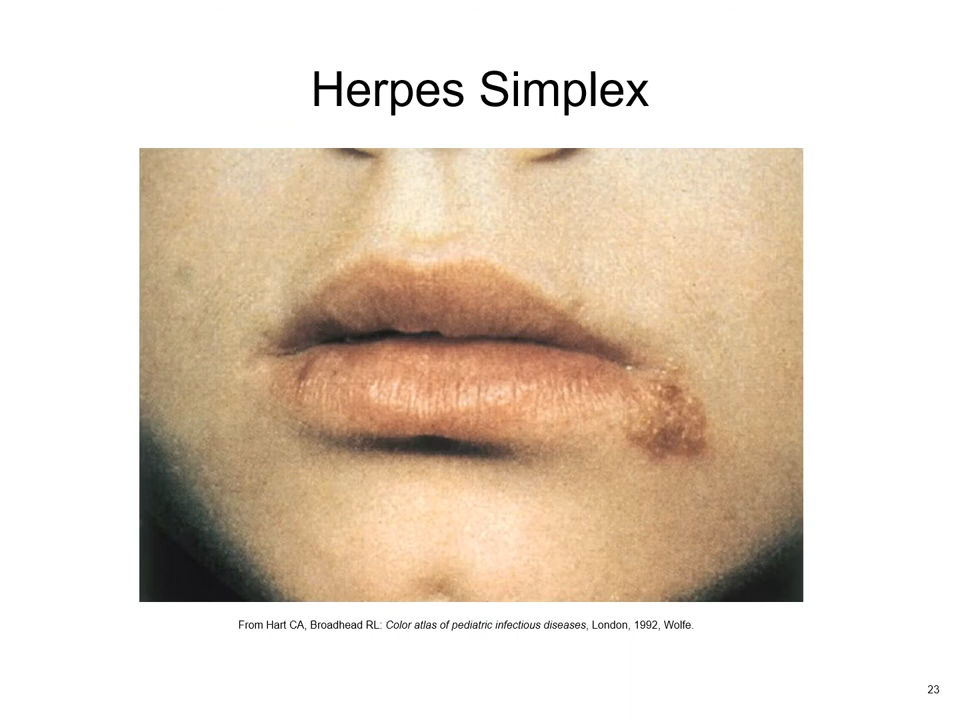 Herpes Simplex
From Hart CA, Broadhead RL: Color atlas of pediatric infectious diseases, London, 1992, Wolfe.
23